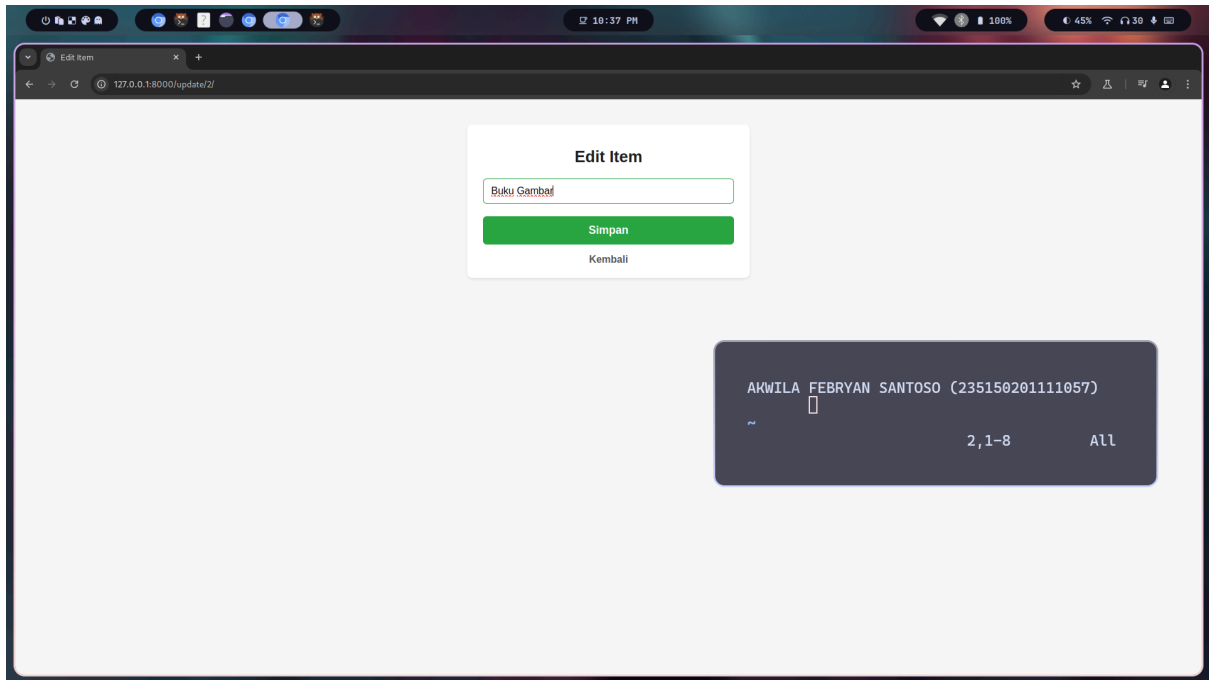 10:37 PM
100%
45%
30
Edit Item
127.0.0.1:8000/update/2/
Edit Item
Buku Gambar
Simpan
Kembali
AKWILA FEBRYAN SANTOSO (235150201111057)
~
2,1-8 All